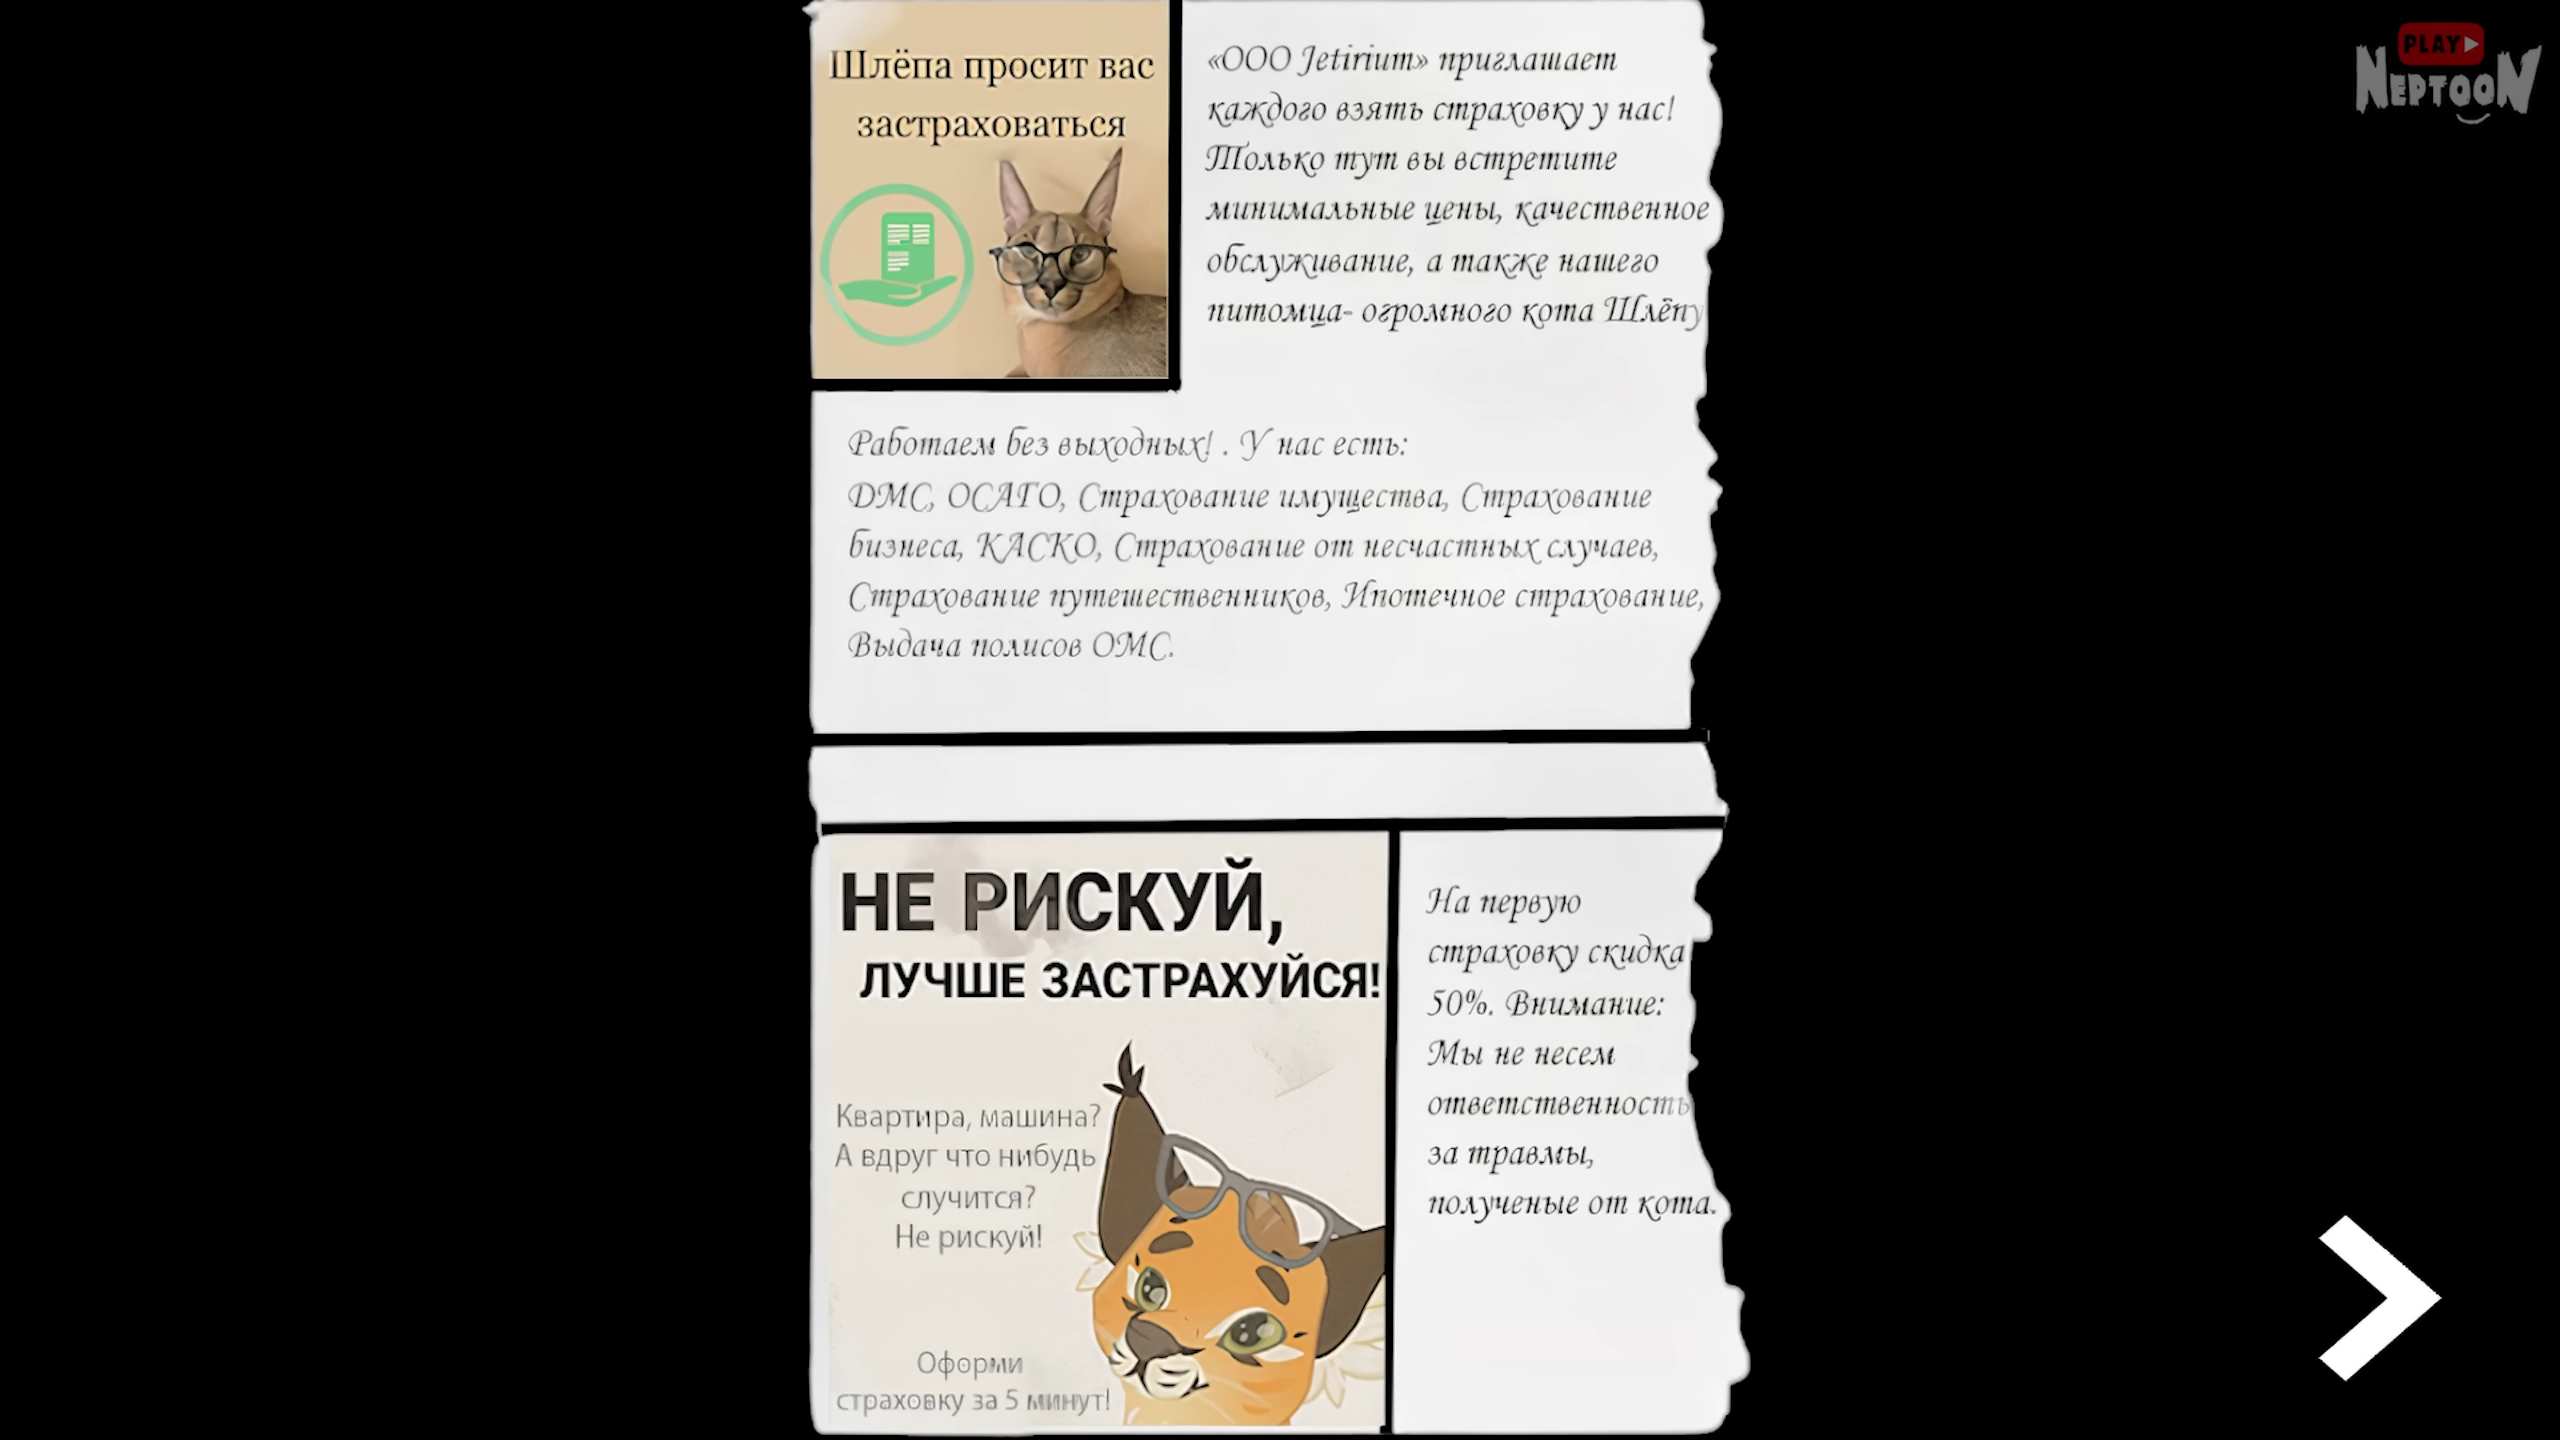 Шлёпа просит вас
застраховаться
«ООО Jetirium» приглашает
каждого взять страховку у нас!
Только тут вы встретите
минимальные цены, качественное
обслуживание, а также нашего
питомца- огромного кота Шлёпу
Работаем без выходных! . У нас есть:
DМС, ОСАГО, Страхование имущества, Страхование
бизнеса, КАСКО, Страхование от несчастных случаев,
Страхование путешественников, Ипотечное страхование,
Выдача полисов ОМС.
НЕ РИСКУЙ,
ЛУЧШЕ ЗАСТРАХУЙСЯ!
Квартира, машина?
А вдруг что нибудь
случится?
Не рискуй!
Оформи
страховку за 5 минут!
На первую
страховку скидка
50%. Внимание:
Мы не несем
ответственность
за травмы,
полученые от кота.
PLAY
NEPTOON